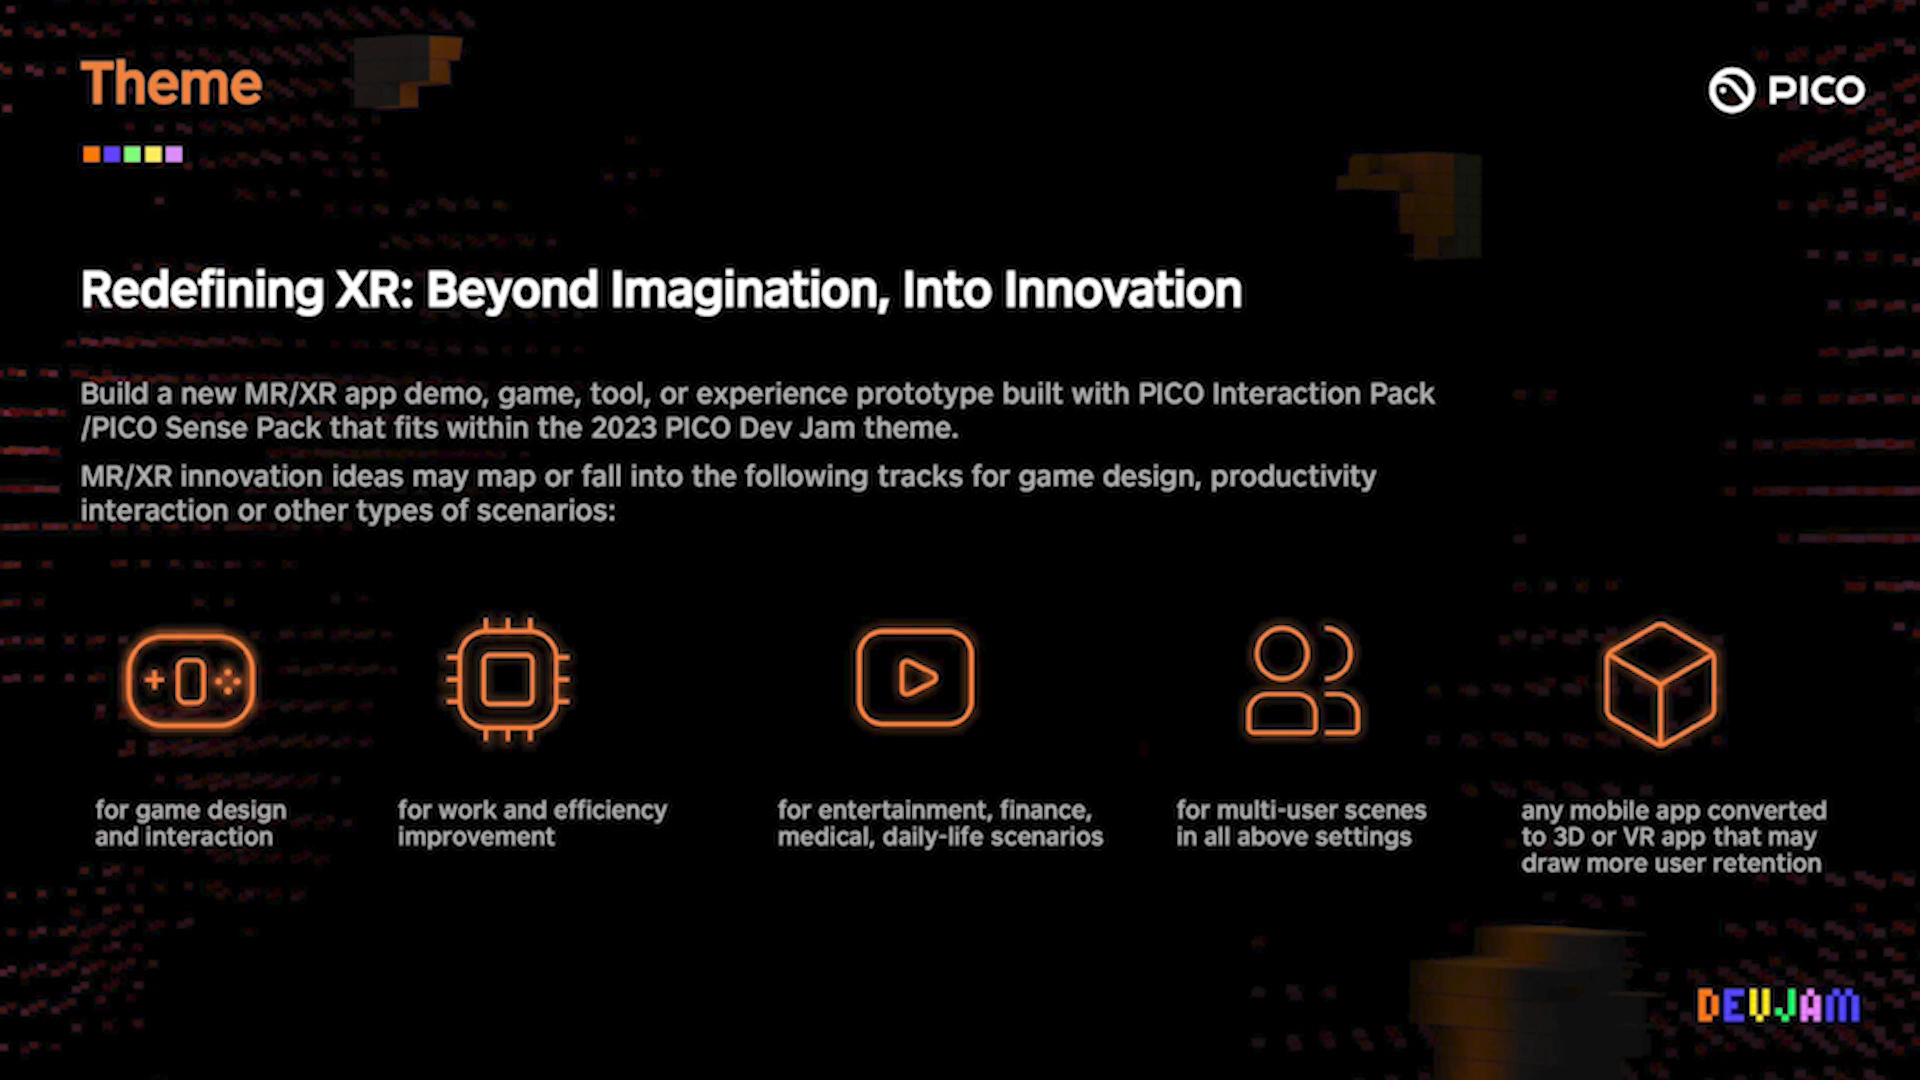 Theme
PICO
Redefining XR: Beyond Imagination, Into Innovation
Build a new MR/XR app demo, game, tool, or experience prototype built with PICO Interaction Pack
/PICO Sense Pack that fits within the 2023 PICO Dev Jam theme.
MR/XR innovation ideas may map or fall into the following tracks for game design, productivity
interaction or other types of scenarios:
for game design
and interaction
for work and efficiency
improvement
for entertainment, finance,
medical, daily-life scenarios
for multi-user scenes
in all above settings
any mobile app converted
to 3D or VR app that may
draw more user retention
DEVJAM